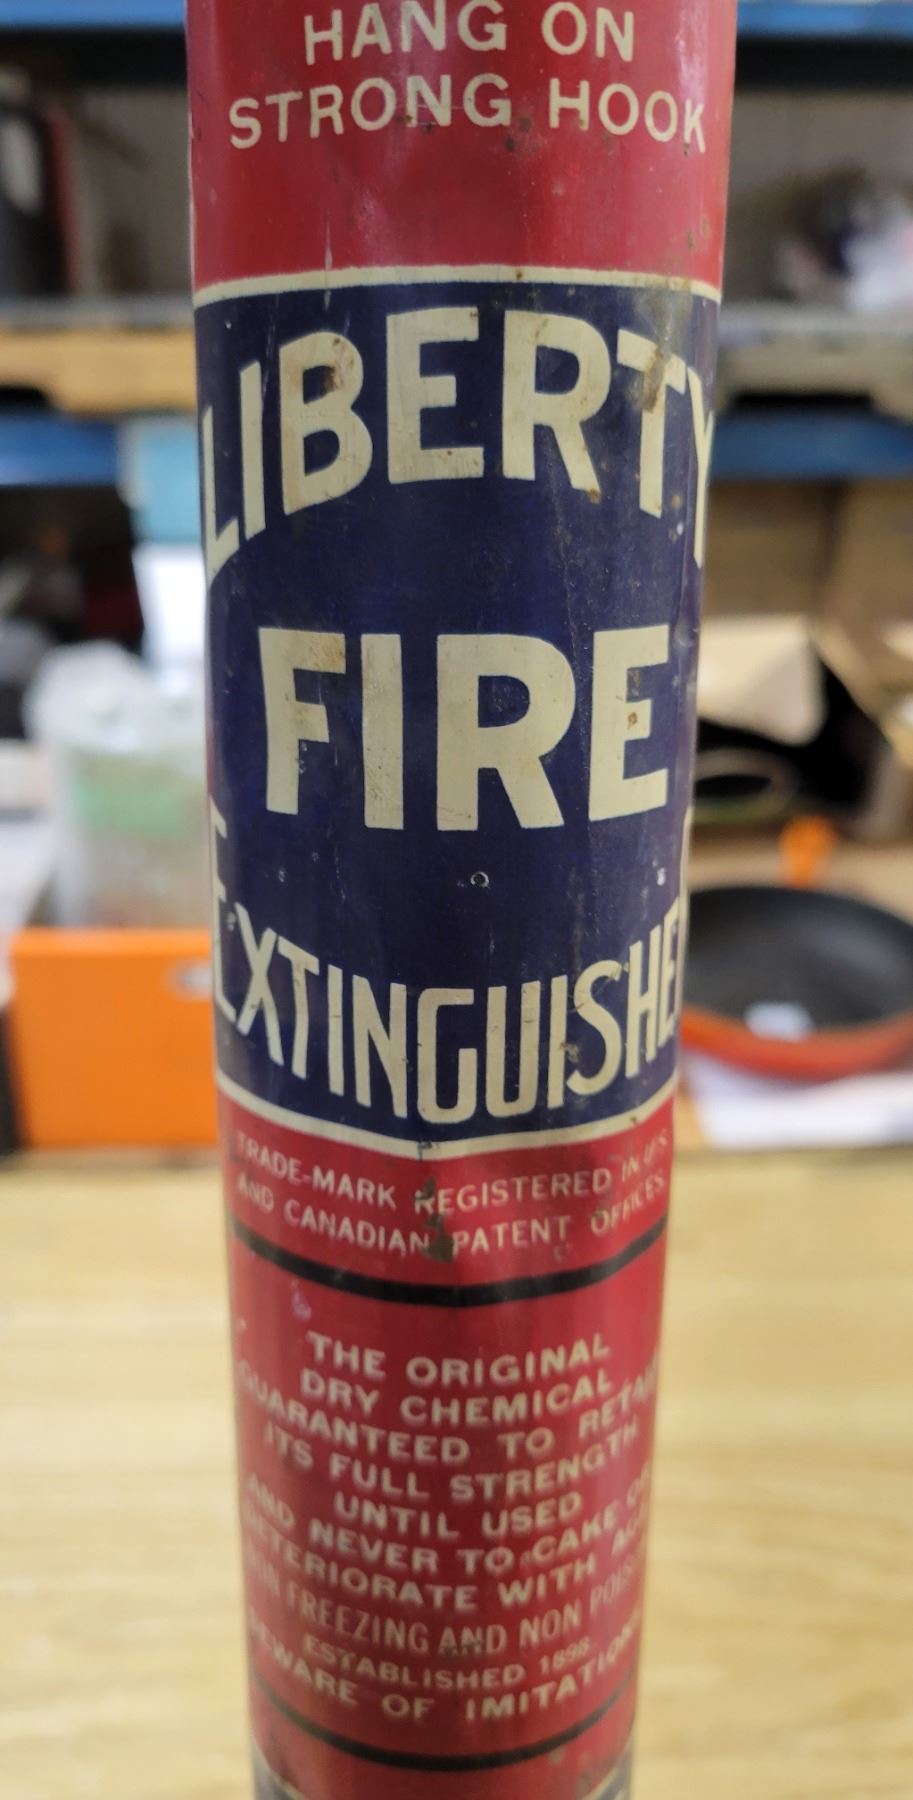 HANG ON
STRONG HOOK
LIBERTY
FIRE
EXTINGUISHER
TRADE-MARK REGISTERED IN U.S.
AND CANADIAN PATENT OFFICES.
THE ORIGINAL
DRY CHEMICAL
GUARANTEED TO RETAIN
ITS FULL STRENGTH
UNTIL USED
AND NEVER TO CAKE OR
DETERIORATE WITH AGE
NON FREEZING AND NON
ESTABLISHED 1898.
BEWARE OF IMITATIONS